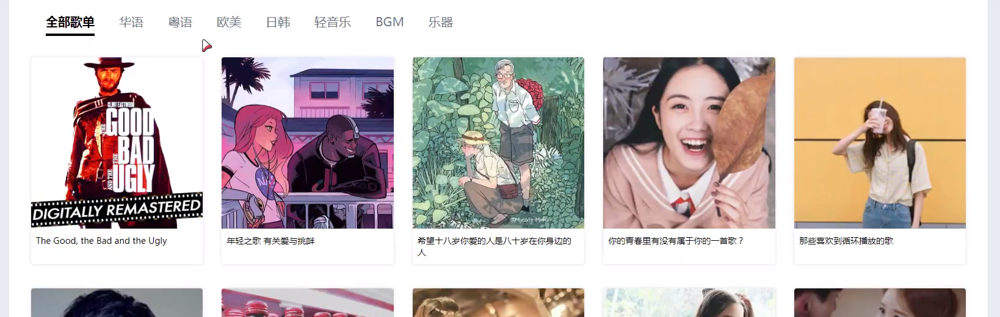 全部歌单 华语 粤语 欧美 日韩 轻音乐 BGM 乐器
CLINT EASTWOOD
THE GOOD
THE BAD
AND THE UGLY
DIGITALLY REMASTERED
The Good, the Bad and the Ugly
年轻之歌 有关爱与挑衅
希望十八岁你爱的人是八十岁在你身边的
人
你的青春里有没有属于你的一首歌？
那些喜欢到循环播放的歌